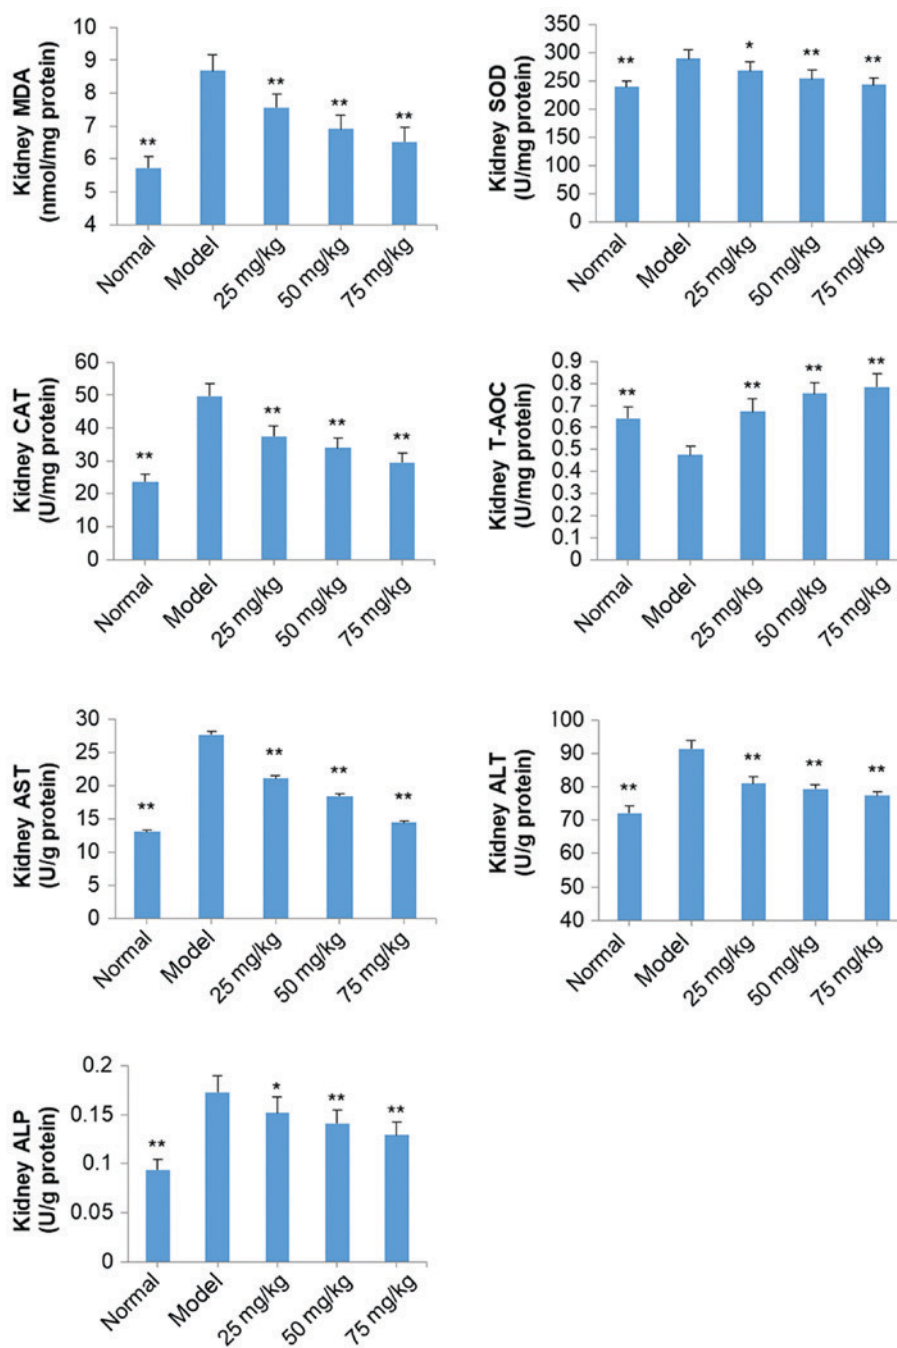 Kidney MDA
(nmol/mg protein)
10
9
8
7
6
5
4
**
**
**
**
Normal
Model
25 mg/kg
50 mg/kg
75 mg/kg
Kidney SOD
(U/mg protein)
350
300
250
200
150
100
50
0
**
*
**
**
Normal
Model
25 mg/kg
50 mg/kg
75 mg/kg
Kidney CAT
(U/mg protein)
60
50
40
30
20
10
0
**
**
**
**
Normal
Model
25 mg/kg
50 mg/kg
75 mg/kg
Kidney T-AOC
(U/mg protein)
0.9
0.8
0.7
0.6
0.5
0.4
0.3
0.2
0.1
0
**
**
**
**
Normal
Model
25 mg/kg
50 mg/kg
75 mg/kg
Kidney AST
(U/g protein)
30
25
20
15
10
5
0
**
**
**
**
Normal
Model
25 mg/kg
50 mg/kg
75 mg/kg
Kidney ALT
(U/g protein)
100
90
80
70
60
50
40
**
**
**
**
Normal
Model
25 mg/kg
50 mg/kg
75 mg/kg
Kidney ALP
(U/g protein)
0.2
0.15
0.1
0.05
0
**
*
**
**
Normal
Model
25 mg/kg
50 mg/kg
75 mg/kg